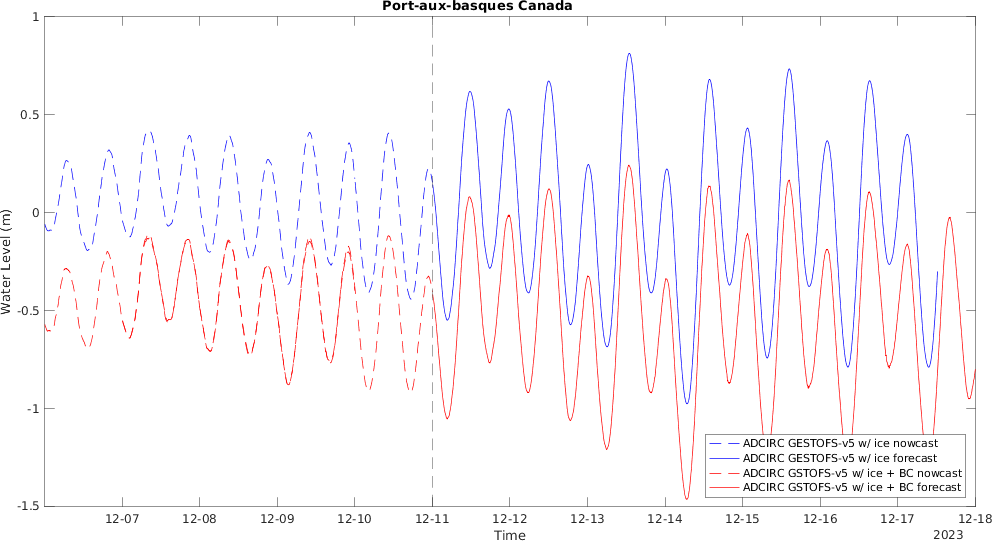 Port-aux-basques Canada
1
0.5
0
-0.5
-1
-1.5
Water Level (m)
ADCIRC GESTOFS-v5 w/ ice nowcast
ADCIRC GESTOFS-v5 w/ ice forecast
ADCIRC GSTOFS-v5 w/ ice + BC nowcast
ADCIRC GSTOFS-v5 w/ ice + BC forecast
12-07 12-08 12-09 12-10 12-11 12-12 12-13 12-14 12-15 12-16 12-17 12-18
Time
2023